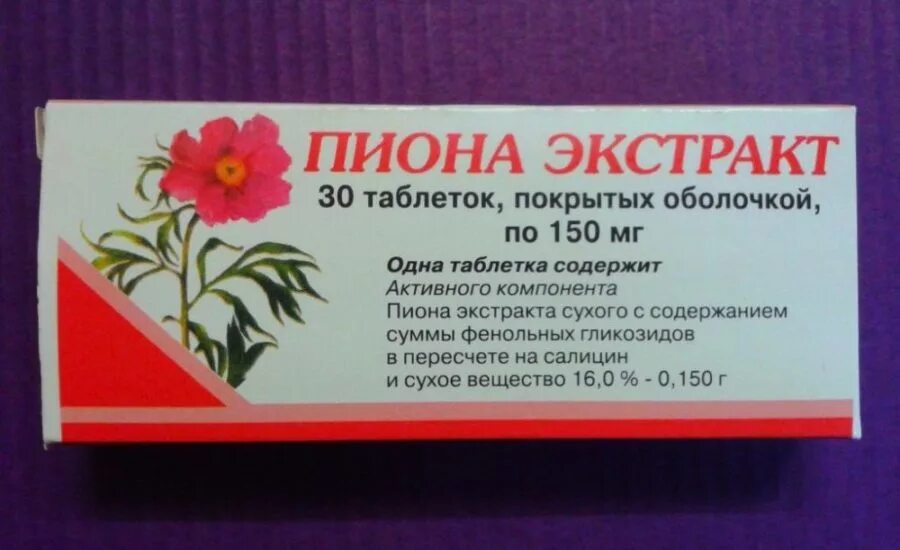 ПИОНА ЭКСТРАКТ
30 таблеток, покрытых оболочкой,
по 150 мг
Одна таблетка содержит
Активного компонента
Пиона экстракта сухого с содержанием
суммы фенольных гликозидов
в пересчете на салицин
и сухое вещество 16,0 % - 0,150 г